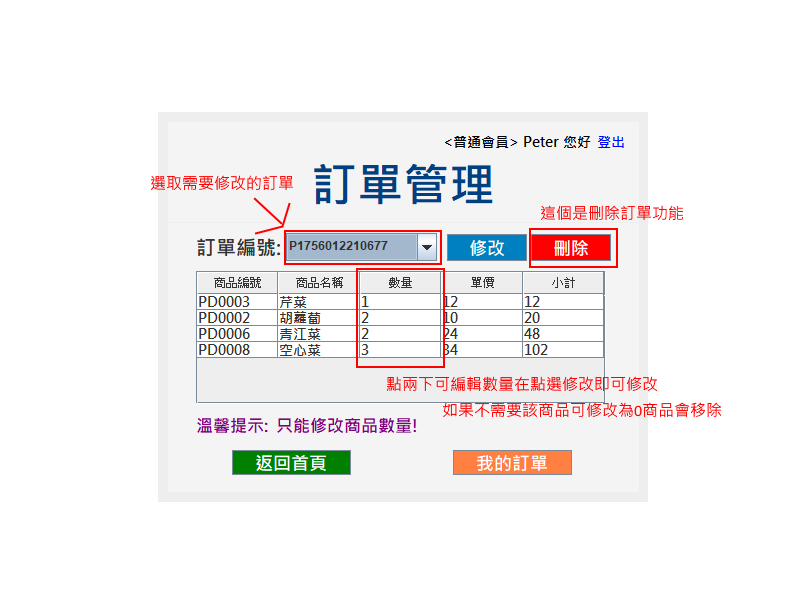 <普通會員> Peter 您好 登出
選取需要修改的訂單
訂單管理
這個是刪除訂單功能
訂單編號: P1756012210677 修改 刪除
商品編號 商品名稱 數量 單價 小計
PD0003 芹菜 1 12 12
PD0002 胡蘿蔔 2 10 20
PD0006 青江菜 2 24 48
PD0008 空心菜 3 34 102
點兩下可編輯數量在點選修改即可修改
如果不需要該商品可修改為0商品會移除
溫馨提示: 只能修改商品數量!
返回首頁 我的訂單